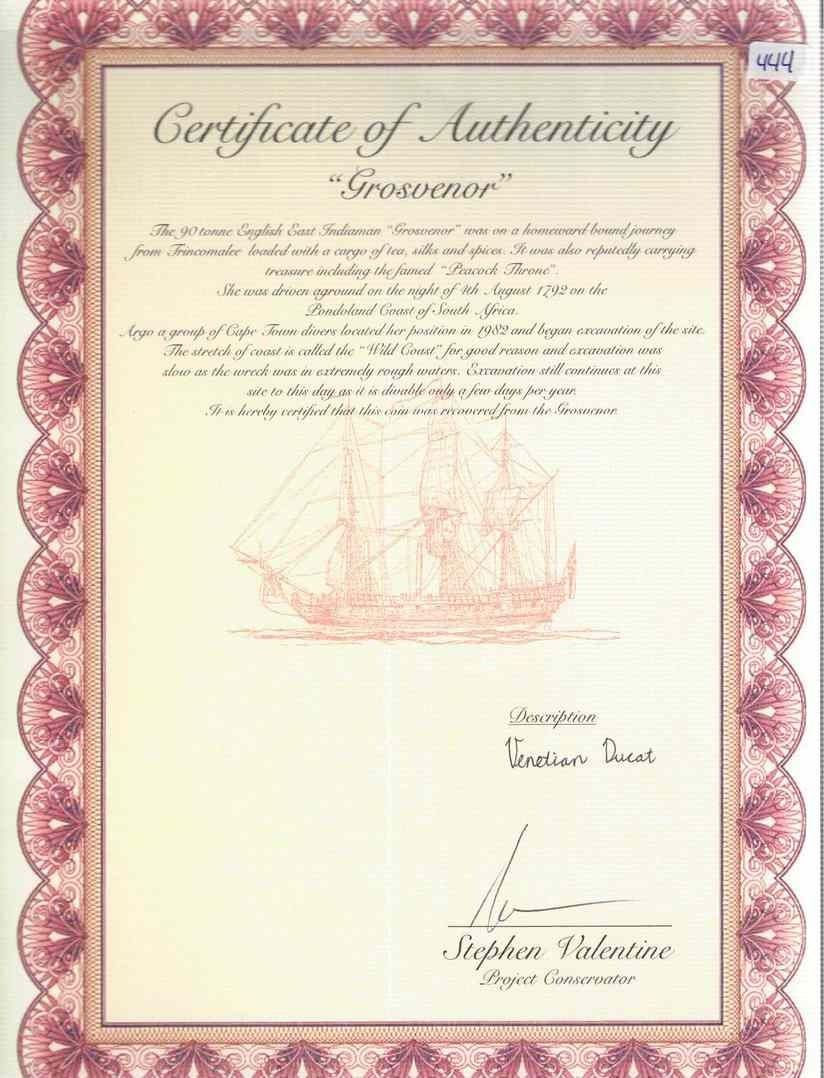 444
Certificate of Authenticity
"Grosvenor"
The 90 tonne English East Indiaman "Grosvenor" was on a homeward bound journey
from Trincomalee loaded with a cargo of tea, silks and spices. It was also reputedly carrying
treasure including the famed "Peacock Throne".
She was driven aground on the night of 4th August 1792 on the
Pondoland Coast of South Africa.
Argo a group of Cape Town divers located her position in 1982 and began excavation of the site.
The stretch of coast is called the "Wild Coast" for good reason and excavation was
slow as the wreck was in extremely rough waters. Excavation still continues at this
site to this day as it is divable only a few days per year.
It is hereby certified that this coin was recovered from the Grosvenor.
Description
Venetian Ducat
Stephen Valentine
Project Conservator